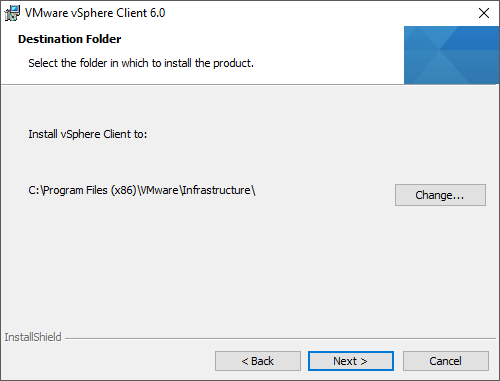 VMware vSphere Client 6.0
Destination Folder
Select the folder in which to install the product.
Install vSphere Client to:
C:\Program Files (x86)\VMware\Infrastructure\
Change...
InstallShield
< Back
Next >
Cancel